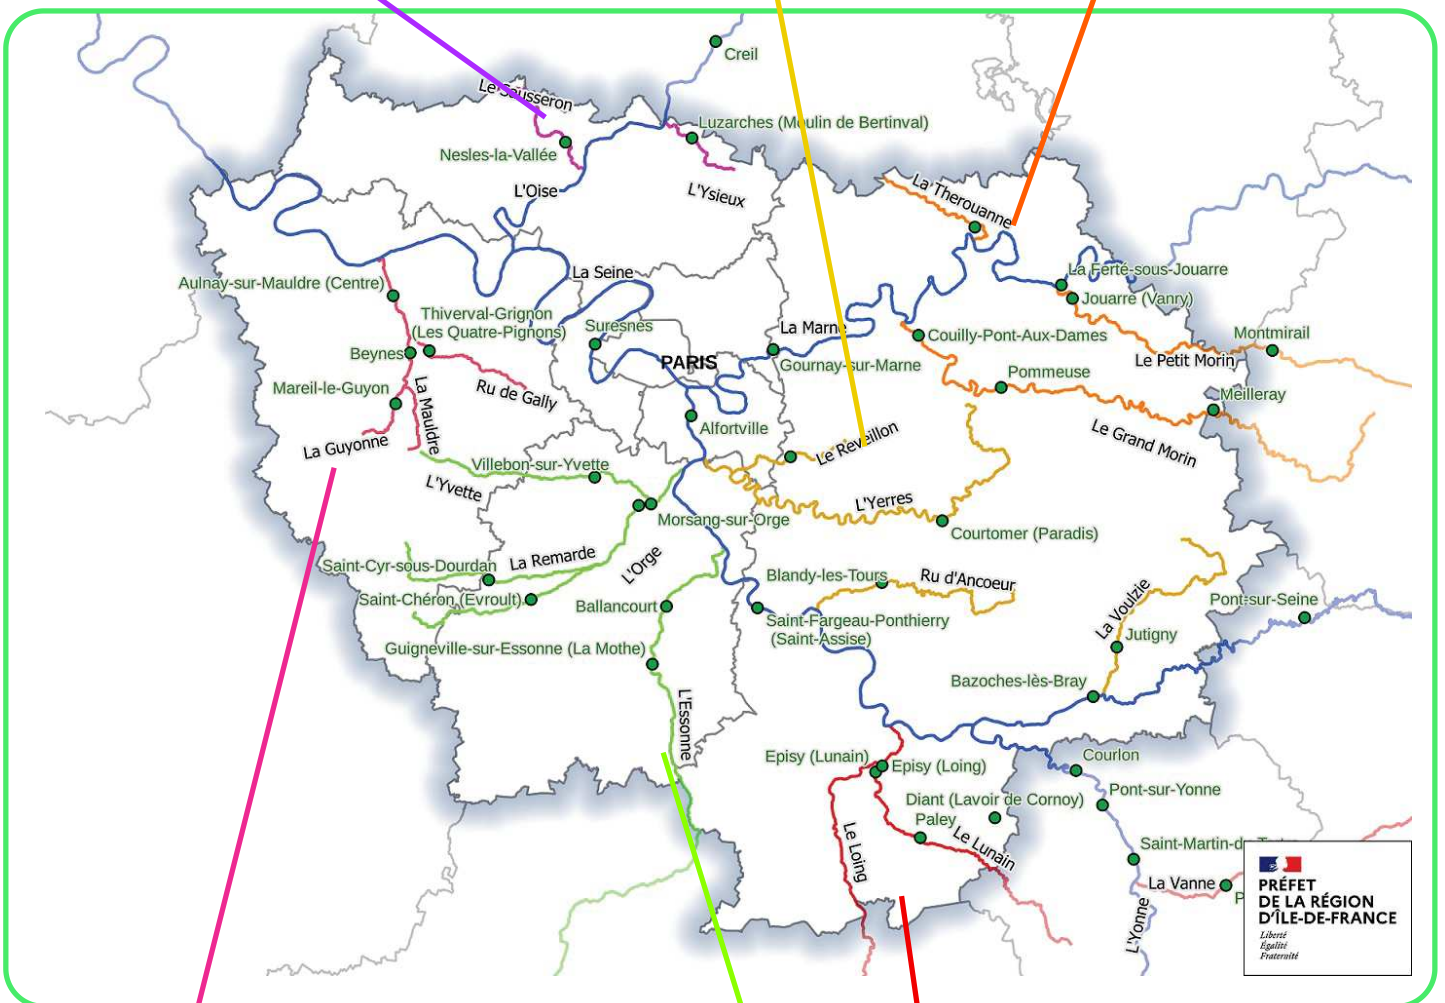 Creil
Le Sausseron
Luzarches (Moulin de Bertinval)
Nesles-la-Vallée
L'Oise
L'Ysieux
La Therouanne
La Seine
La Ferté-sous-Jouarre
Aulnay-sur-Mauldre (Centre)
Jouarre (Vanry)
Thiverval-Grignon
(Les Quatre-Pignons)
Suresnes
La Marne
Couilly-Pont-Aux-Dames
Montmirail
Beynes
PARIS
Gournay-sur-Marne
Le Petit Morin
Pommeuse
Mareil-le-Guyon
La Mauldre
Ru de Gally
Meilleray
Alfortville
Le Grand Morin
La Guyonne
Le Reveillon
Villebon-sur-Yvette
L'Yvette
L'Yerres
Morsang-sur-Orge
Courtomer (Paradis)
Saint-Cyr-sous-Dourdan
La Remarde
L'Orge
Blandy-les-Tours
Ru d'Ancoeur
Saint-Chéron (Evroult)
Ballancourt
Saint-Fargeau-Ponthierry
(Saint-Assise)
La Voulzie
Pont-sur-Seine
Jutigny
Guigneville-sur-Essonne (La Mothe)
Bazoches-lès-Bray
L'Essonne
Episy (Lunain)
Episy (Loing)
Courlon
Diant (Lavoir de Cornoy)
Pont-sur-Yonne
Paley
Le Loing
Le Lunain
La Vanne
L'Yonne
PRÉFET
DE LA RÉGION
D'ÎLE-DE-FRANCE
Liberté
Égalité
Fraternité